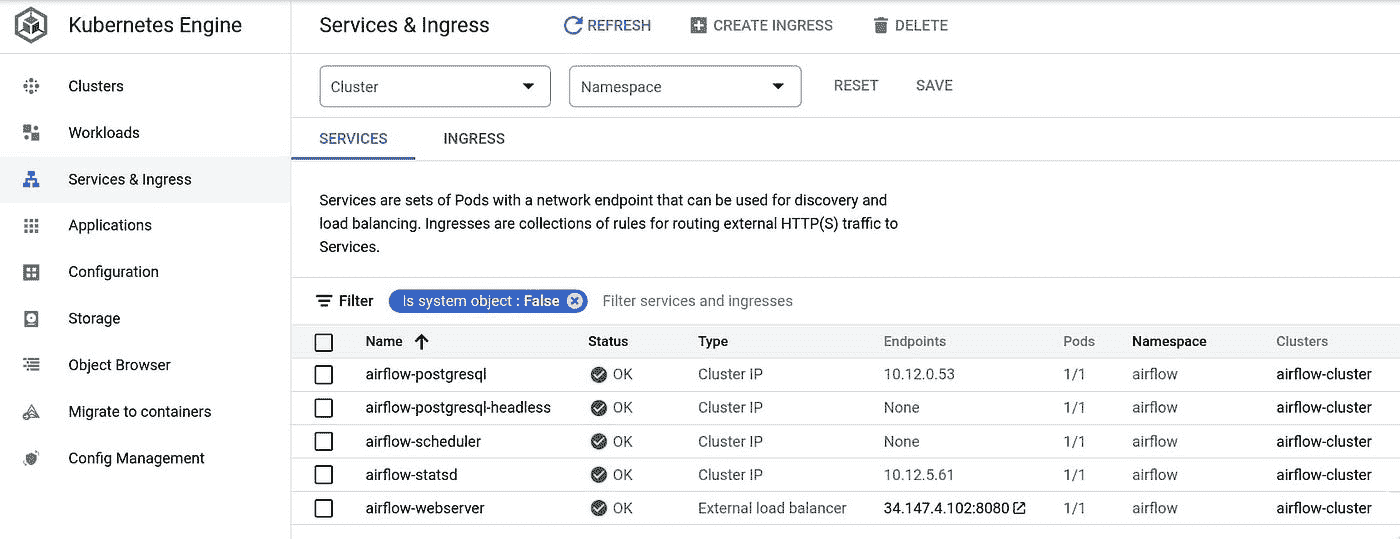 Kubernetes Engine
Services & Ingress REFRESH CREATE INGRESS DELETE
Clusters
Workloads
Services & Ingress
Applications
Configuration
Storage
Object Browser
Migrate to containers
Config Management
Cluster Namespace RESET SAVE
SERVICES INGRESS
Services are sets of Pods with a network endpoint that can be used for discovery and
load balancing. Ingresses are collections of rules for routing external HTTP(S) traffic to
Services.
Filter Is system object : False Filter services and ingresses
Name Status Type Endpoints Pods Namespace Clusters
airflow-postgresql OK Cluster IP 10.12.0.53 1/1 airflow airflow-cluster
airflow-postgresql-headless OK Cluster IP None 1/1 airflow airflow-cluster
airflow-scheduler OK Cluster IP None 1/1 airflow airflow-cluster
airflow-statsd OK Cluster IP 10.12.5.61 1/1 airflow airflow-cluster
airflow-webserver OK External load balancer 34.147.4.102:8080 1/1 airflow airflow-cluster